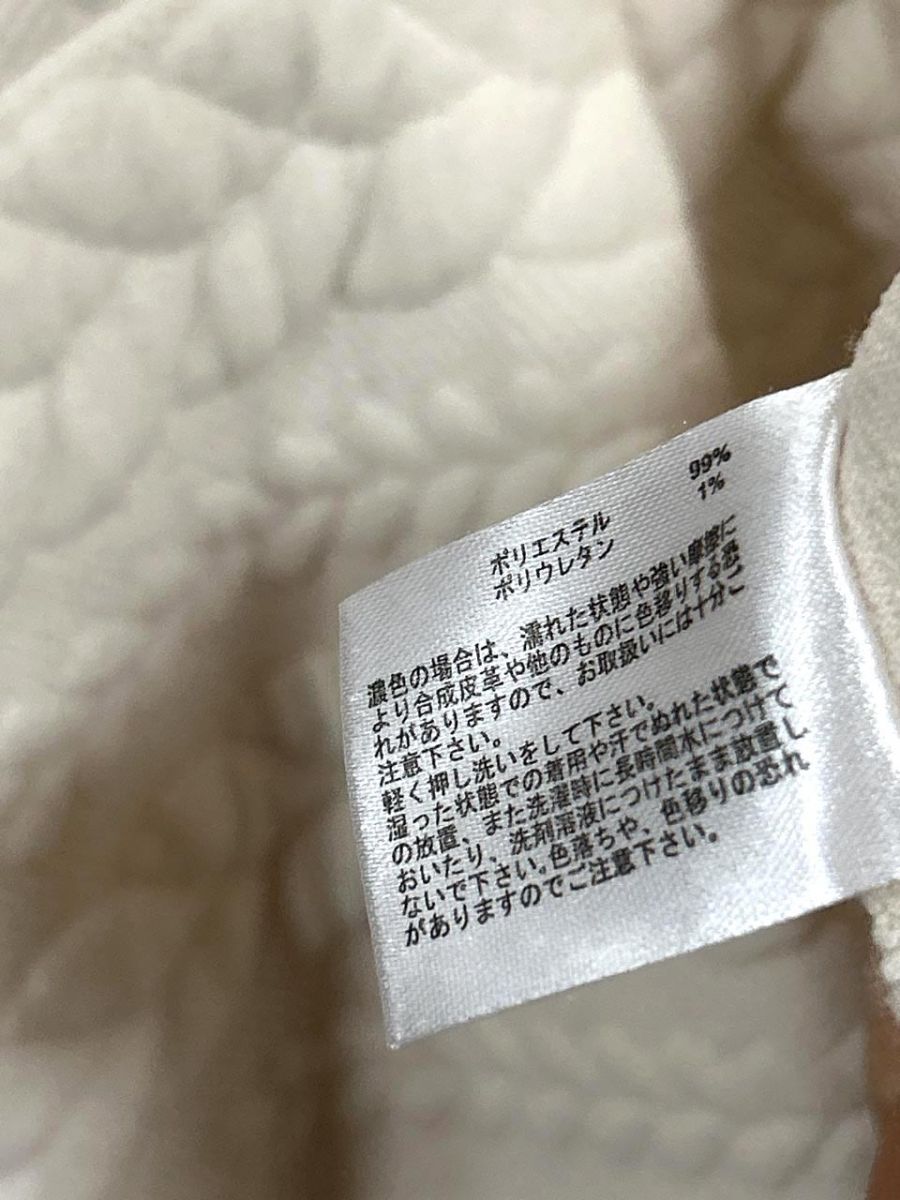 ポリエステル 99%
ポリウレタン 1%
濃色の場合は、濡れた状態や強い摩擦に
より合成皮革や他のものに色移りする恐
れがありますので、お取扱いには十分ご
注意下さい。
軽く押し洗いをして下さい。
湿った状態での着用や汗でぬれた状態で
の放置、また洗濯時に長時間水につけて
おいたり、洗剤溶液につけたまま放置し
ないで下さい。色落ちや、色移りの恐れ
がありますのでご注意下さい。